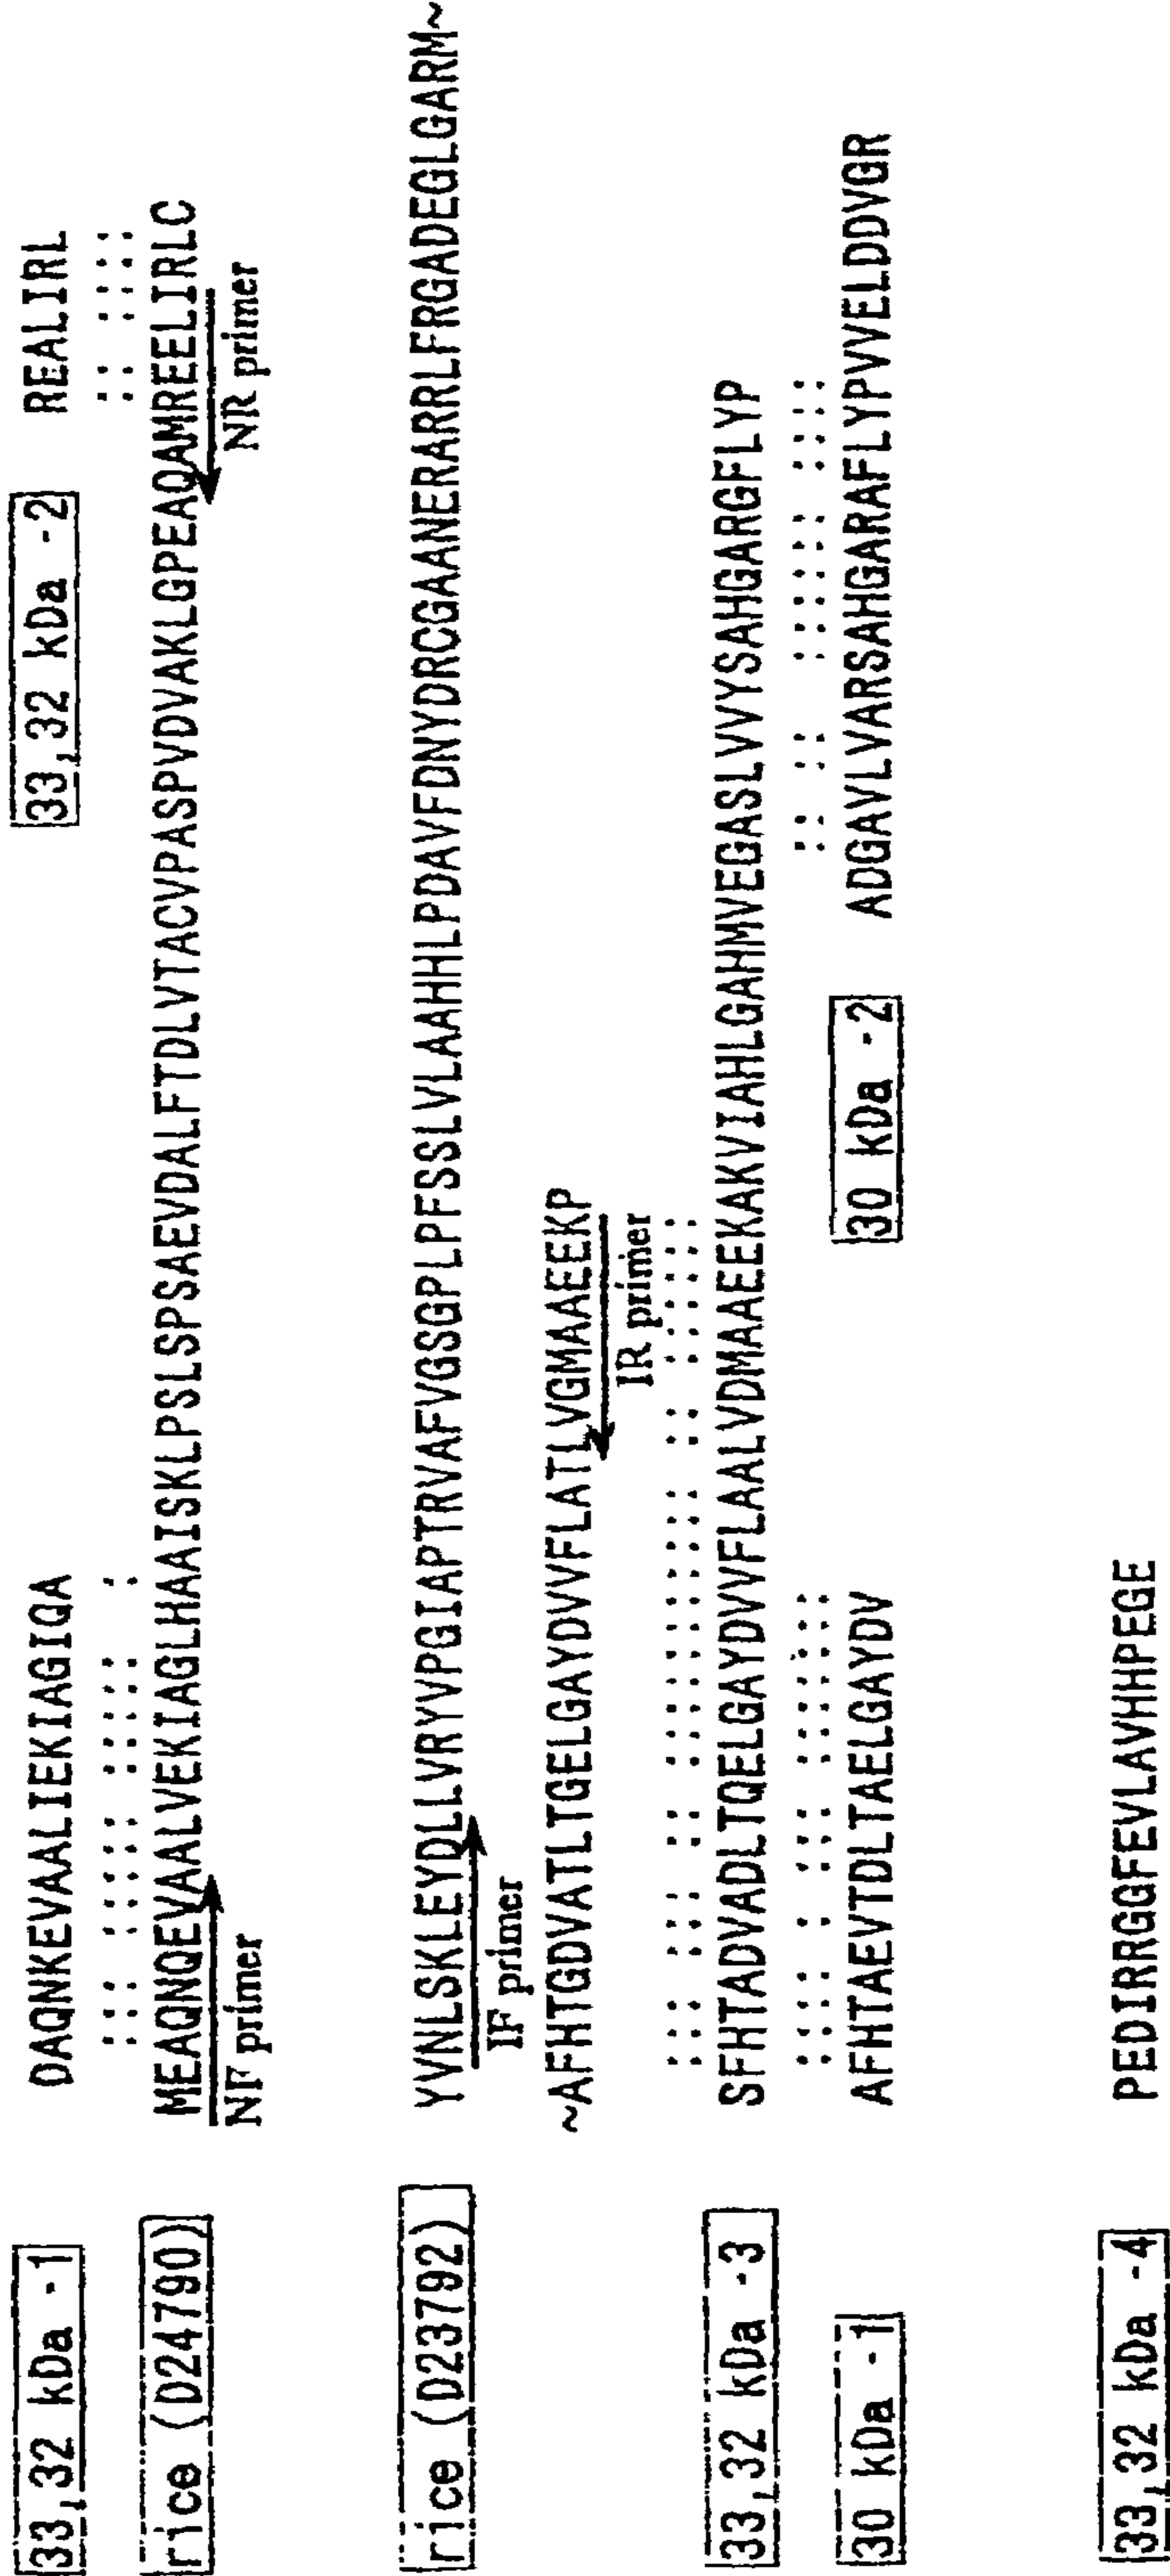 33,32 kDa -1 DAQNKEVAALIEKIAGIQA 33,32 kDa -2 REALIRL
rice (D24790) MEAQNQEVAALVEKIAGLHAAISKLPSLSPSAEVDALFTDLVTACVPASPVDVAKLGPEAQAMREELIRLC
NF primer NR primer
rice (D23792) YVNLSKLEYDLLVRYVPGIAPTRVAFVGSGPLPFSSLVLAAHHLPDAVFDNYDRCGAANERARRLFRGADEGLGARM~
IF primer
~AFHTGDVATLTGELGAYDVVFLATLVGMAAEEKP
IR primer
33,32 kDa -3 SFHTADVADLTQELGAYDVVFLAALVDMAAEEKAKVIAHLGAHMVEGASLVVYSAHGARGFLYP
30 kDa -1 AFHTAEVTDLTAELGAYDV 30 kDa -2 ADGAVLVARSAHGARAFLYPVVELDDVGR
33,32 kDa -4 PEDIRRGGFEVLAVHHPEGE